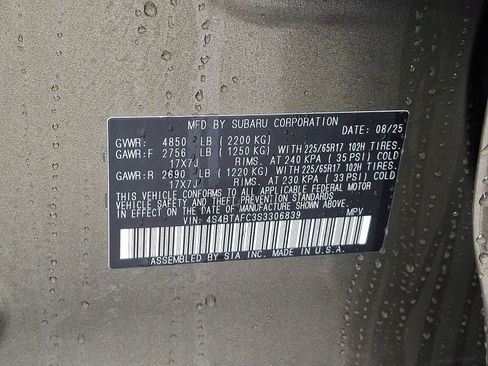 MFD BY SUBARU CORPORATION DATE: 08/25
GVWR: 4850 LB (2200 KG)
GAWR:F 2756 LB (1250 KG) WITH 225/65R17 102H TIRES,
17X7J RIMS, AT 240 KPA ( 35 PSI) COLD
GAWR:R 2690 LB (1220 KG) WITH 225/65R17 102H TIRES,
17X7J RIMS, AT 230 KPA ( 33 PSI) COLD
THIS VEHICLE CONFORMS TO ALL APPLICABLE FEDERAL MOTOR
VEHICLE SAFETY AND THEFT PREVENTION STANDARDS
IN EFFECT ON THE DATE OF MANUFACTURE SHOWN ABOVE.
VIN: 4S4BTAFC3S3306839 MPV
ASSEMBLED BY SIA INC. MADE IN U.S.A.